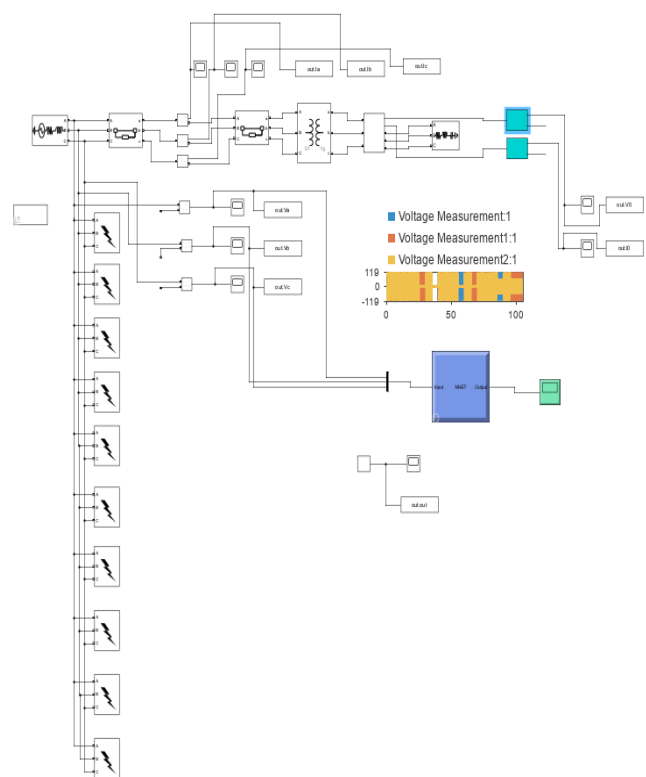 out.Ia
out.Ib
out.Ic
out.V0
out.I0
out.Va
out.Vb
out.Vc
Voltage Measurement:1
Voltage Measurement1:1
Voltage Measurement2:1
119
0
-119
0
50
100
Input
NNET
Output
out.out